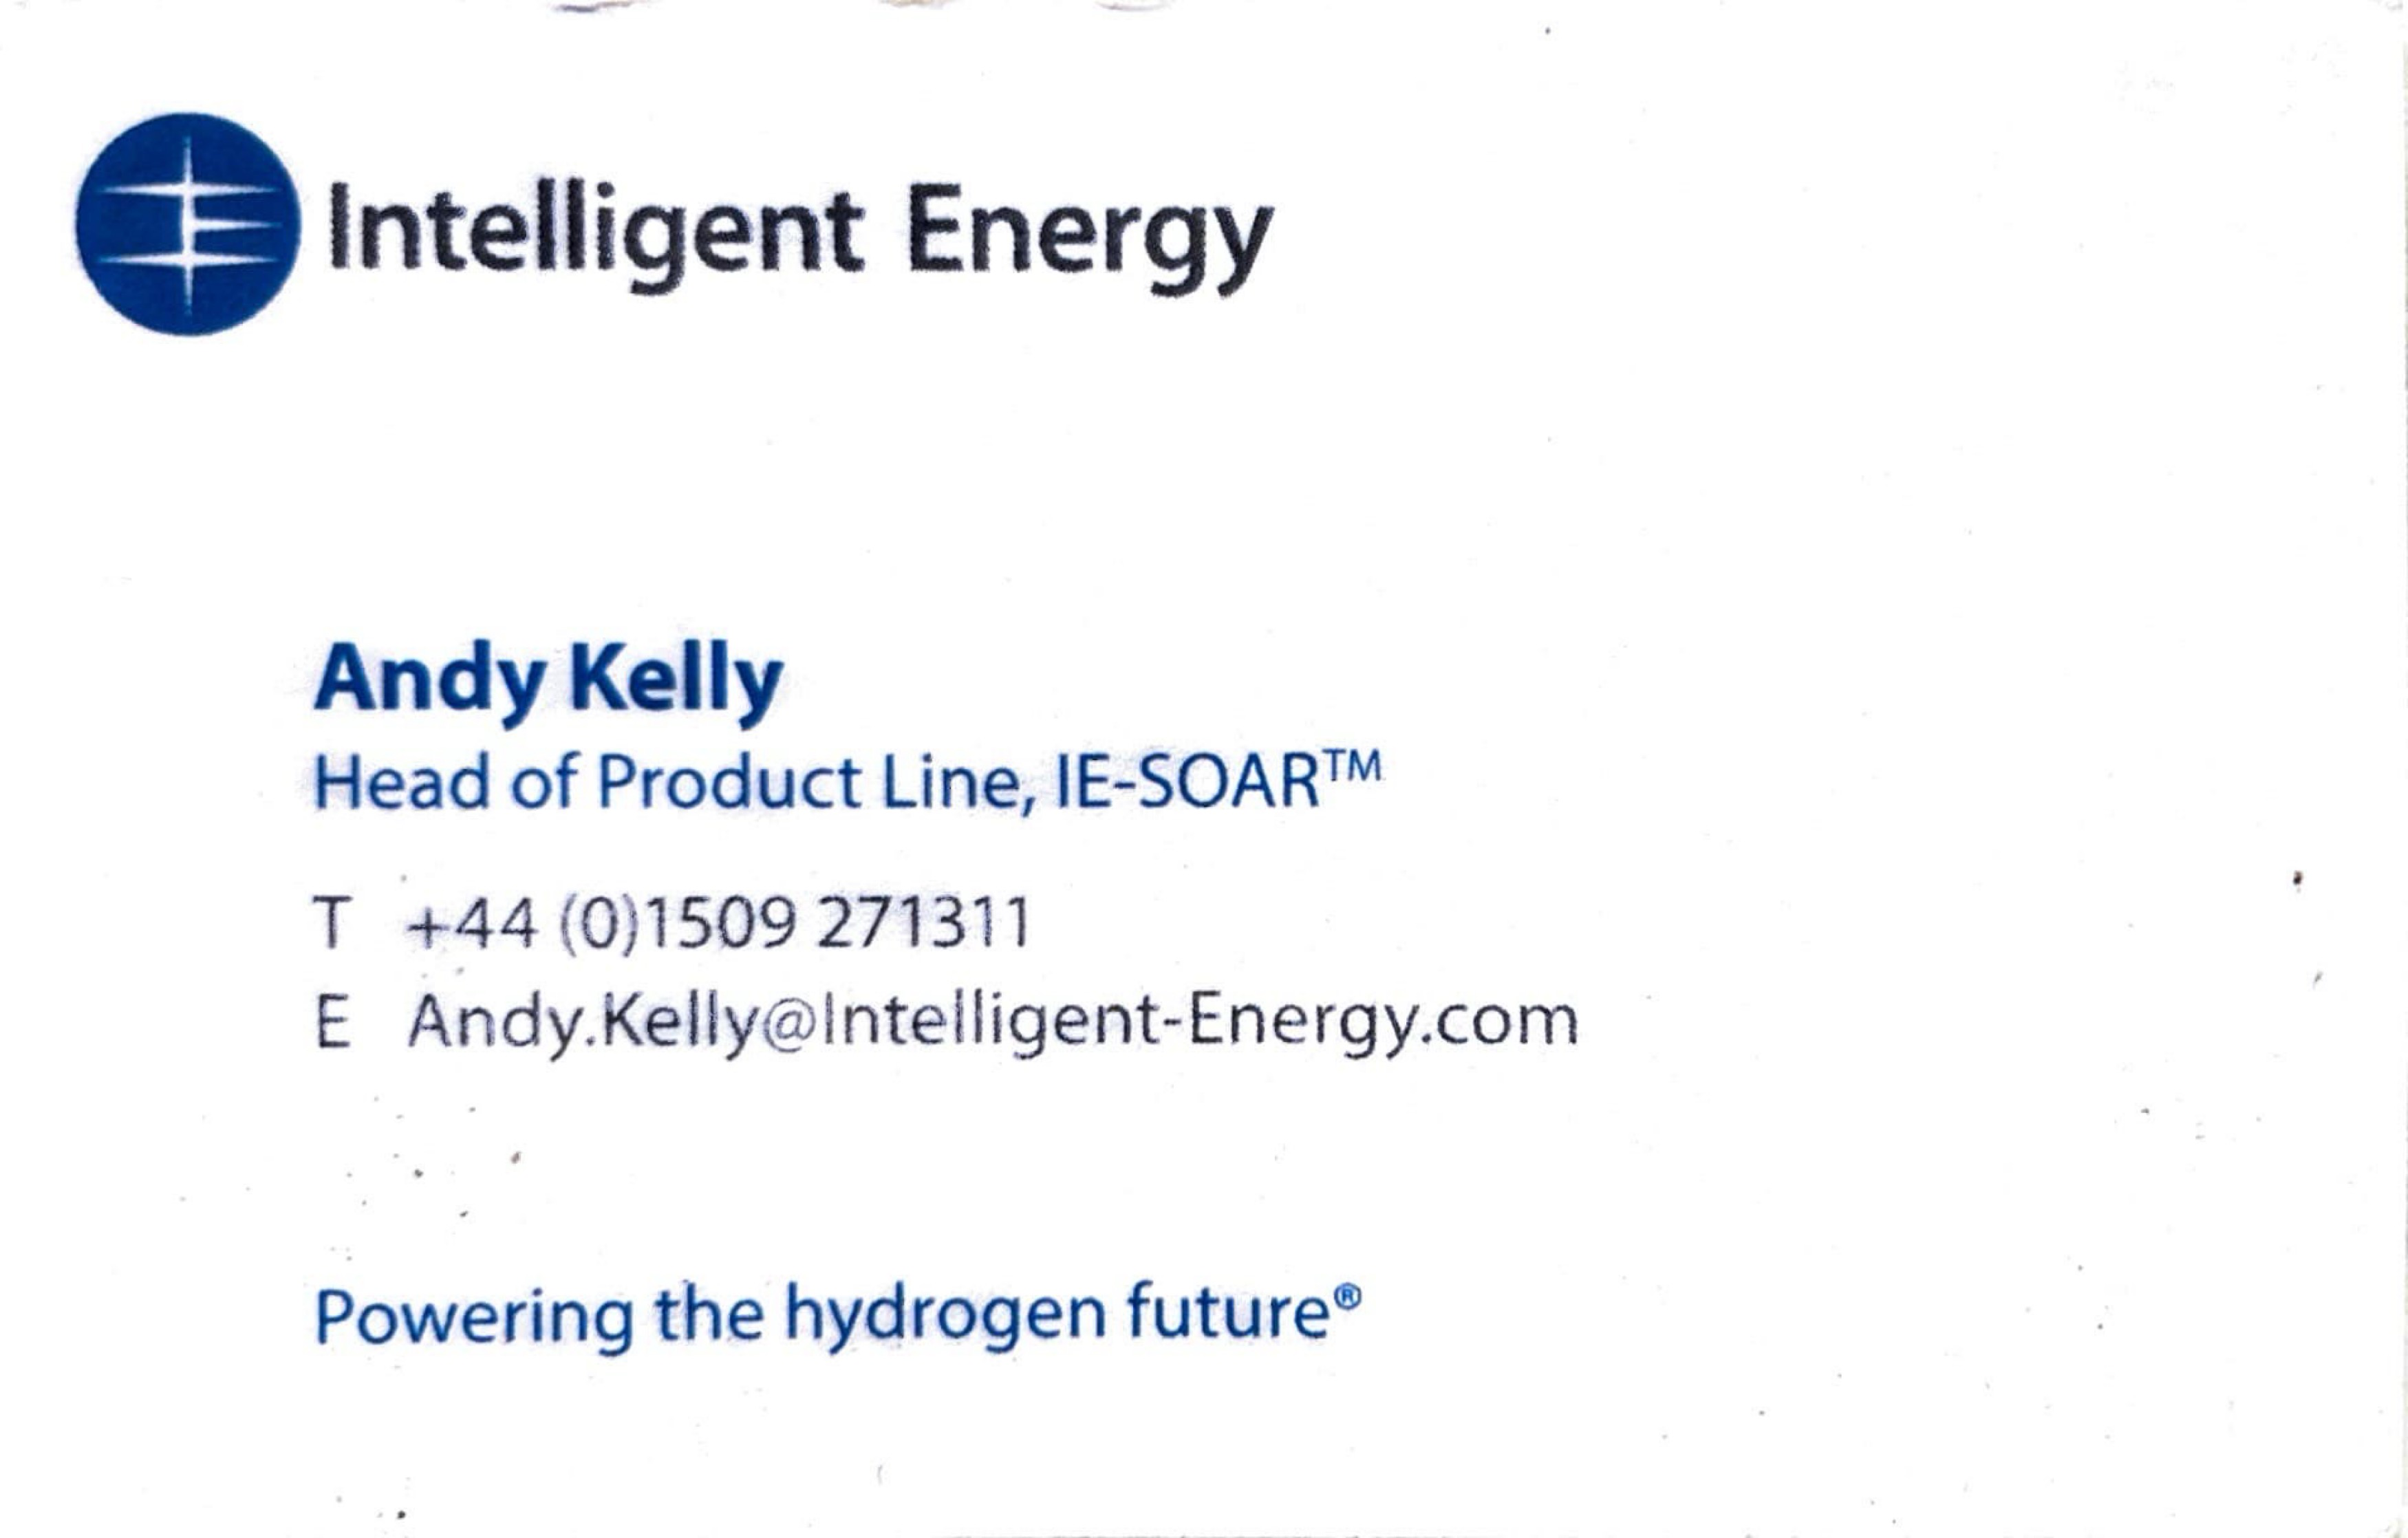 Intelligent Energy
Andy Kelly
Head of Product Line, IE-SOAR™
T +44 (0)1509 271311
E Andy.Kelly@Intelligent-Energy.com
Powering the hydrogen future®